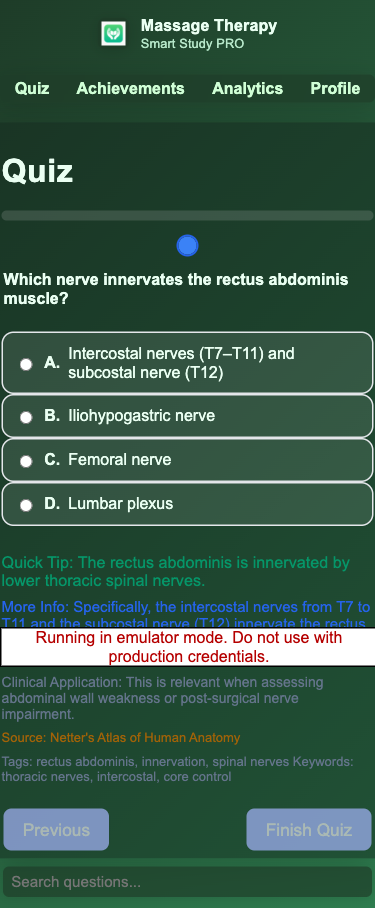 Massage Therapy
Smart Study PRO
Quiz Achievements Analytics Profile
Quiz
Which nerve innervates the rectus abdominis
muscle?
A. Intercostal nerves (T7–T11) and
subcostal nerve (T12)
B. Iliohypogastric nerve
C. Femoral nerve
D. Lumbar plexus
Quick Tip: The rectus abdominis is innervated by
lower thoracic spinal nerves.
More Info: Specifically, the intercostal nerves from T7 to
T11 and the subcostal nerve (T12) innervate the rectus
Running in emulator mode. Do not use with
production credentials.
Clinical Application: This is relevant when assessing
abdominal wall weakness or post-surgical nerve
impairment.
Source: Netter's Atlas of Human Anatomy
Tags: rectus abdominis, innervation, spinal nerves Keywords:
thoracic nerves, intercostal, core control
Previous Finish Quiz
Search questions...